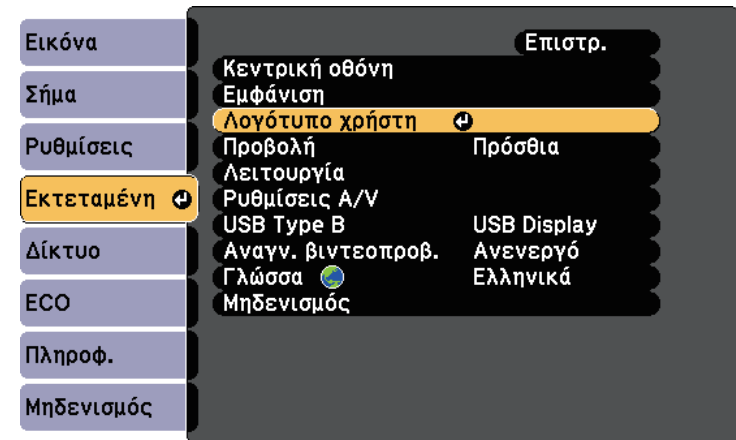 Εικόνα
Σήμα
Ρυθμίσεις
Εκτεταμένη
Δίκτυο
ECO
Πληροφ.
Μηδενισμός
Επιστρ.
Κεντρική οθόνη
Εμφάνιση
Λογότυπο χρήστη
Προβολή Πρόσθια
Λειτουργία
Ρυθμίσεις A/V
USB Type B USB Display
Αναγν. βιντεοπροβ. Ανενεργό
Γλώσσα Ελληνικά
Μηδενισμός